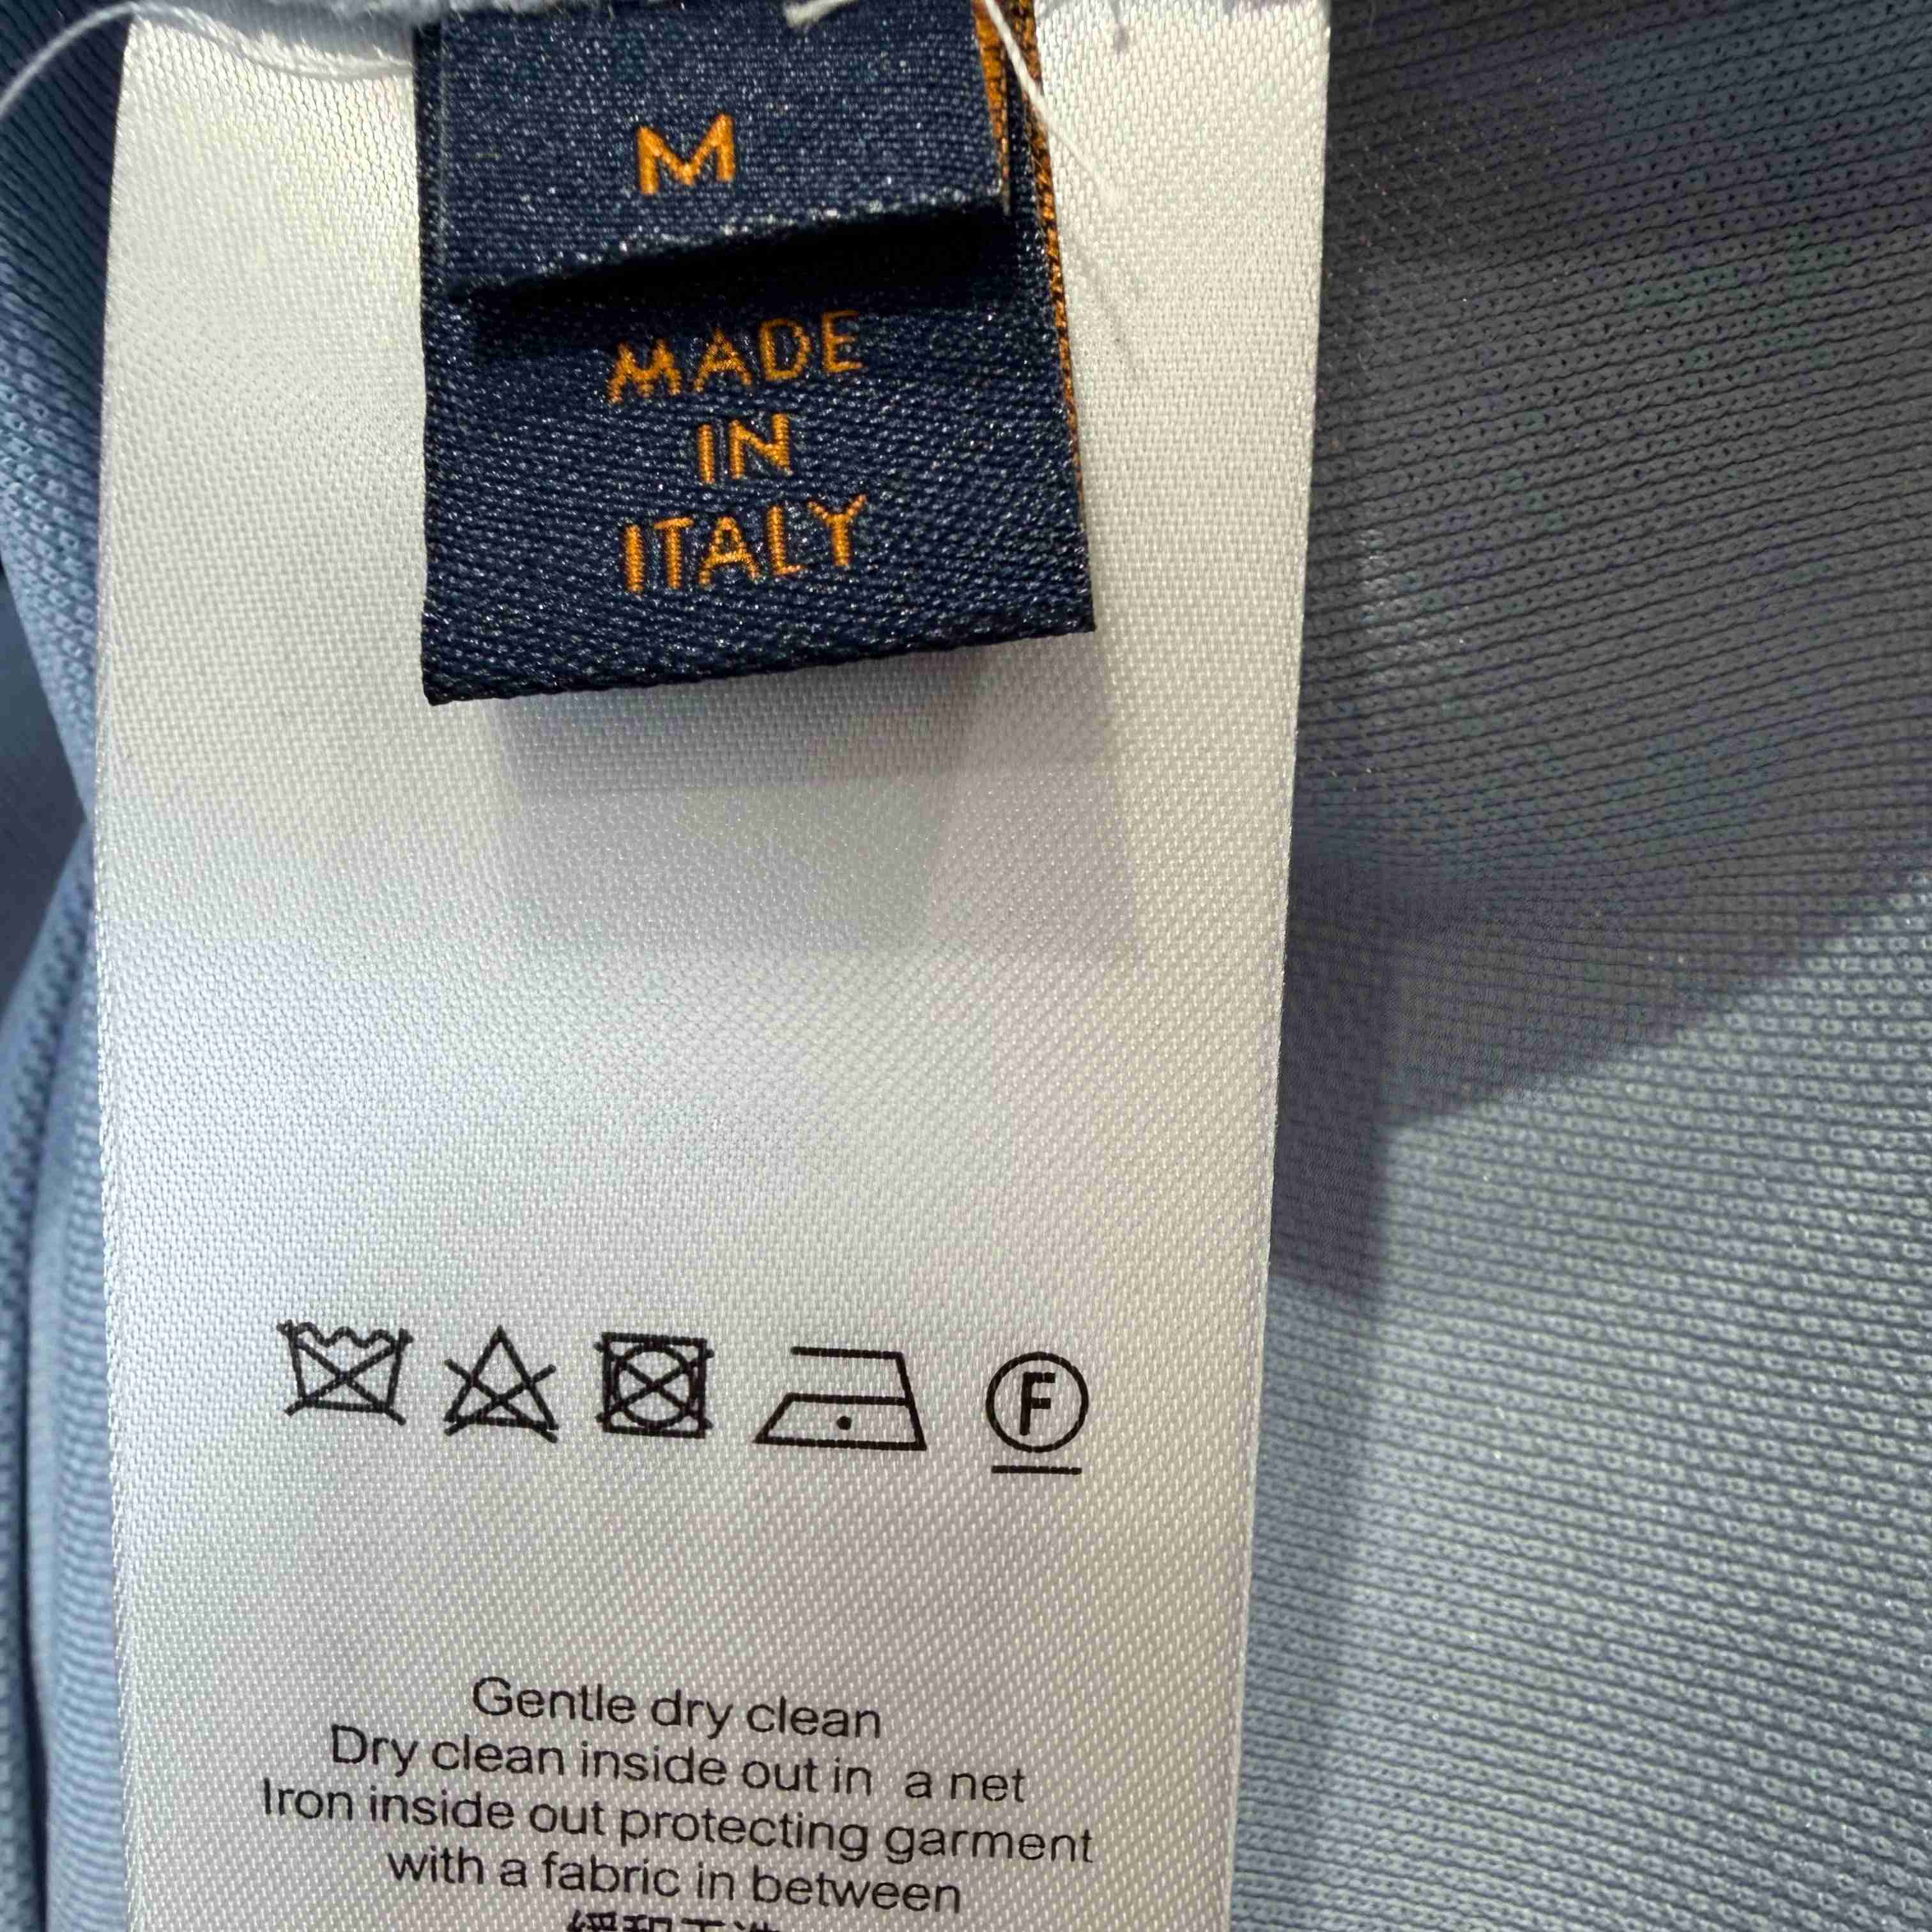 M
MADE
IN
ITALY
F
Gentle dry clean
Dry clean inside out in a net
Iron inside out protecting garment
with a fabric in between